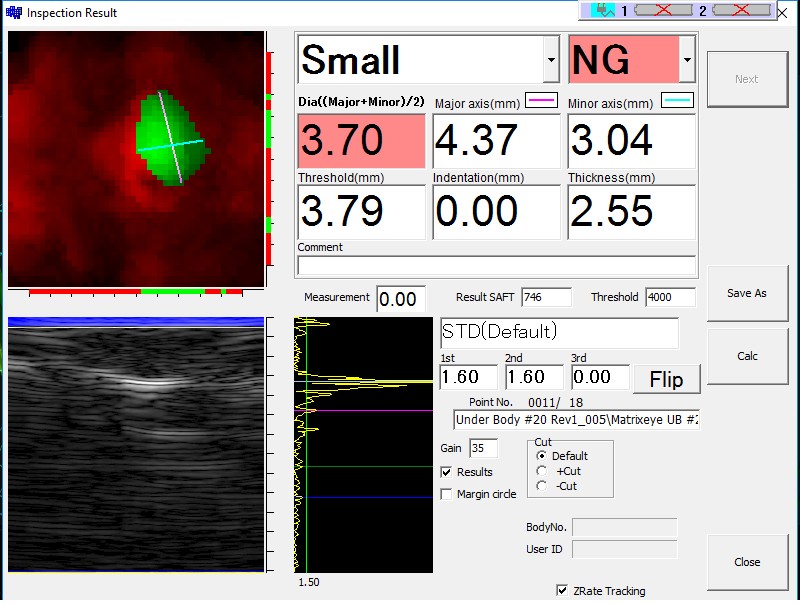 Inspection Result
1 2
Small
NG
Next
Dia((Major+Minor)/2)
Major axis(mm)
Minor axis(mm)
3.70
4.37
3.04
Threshold(mm)
Indentation(mm)
Thickness(mm)
3.79
0.00
2.55
Comment
Measurement 0.00
Result SAFT 746
Threshold 4000
Save As
STD(Default)
Calc
1st
2nd
3rd
1.60
1.60
0.00
Flip
Point No. 0011/ 18
Under Body #20 Rev1_005\Matrixeye UB #2
Gain 35
Cut
Default
+Cut
-Cut
Results
Margin circle
BodyNo.
User ID
Close
1.50
ZRate Tracking